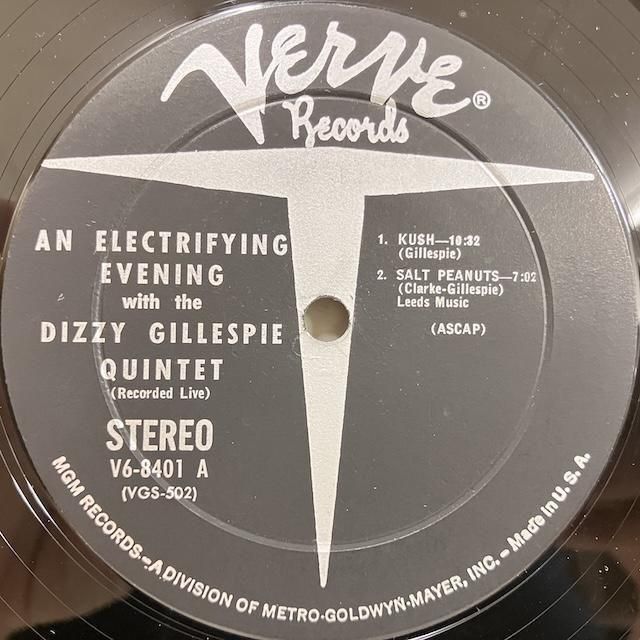 Verve®
Records
AN ELECTRIFYING
EVENING
with the
DIZZY GILLESPIE
QUINTET
(Recorded Live)
STEREO
V6-8401 A
(VGS-502)
1. KUSH—10:32
(Gillespie)
2. SALT PEANUTS—7:02
(Clarke-Gillespie)
Leeds Music
(ASCAP)
MGM RECORDS—A DIVISION OF METRO-GOLDWYN-MAYER, INC.—Made in U.S.A.